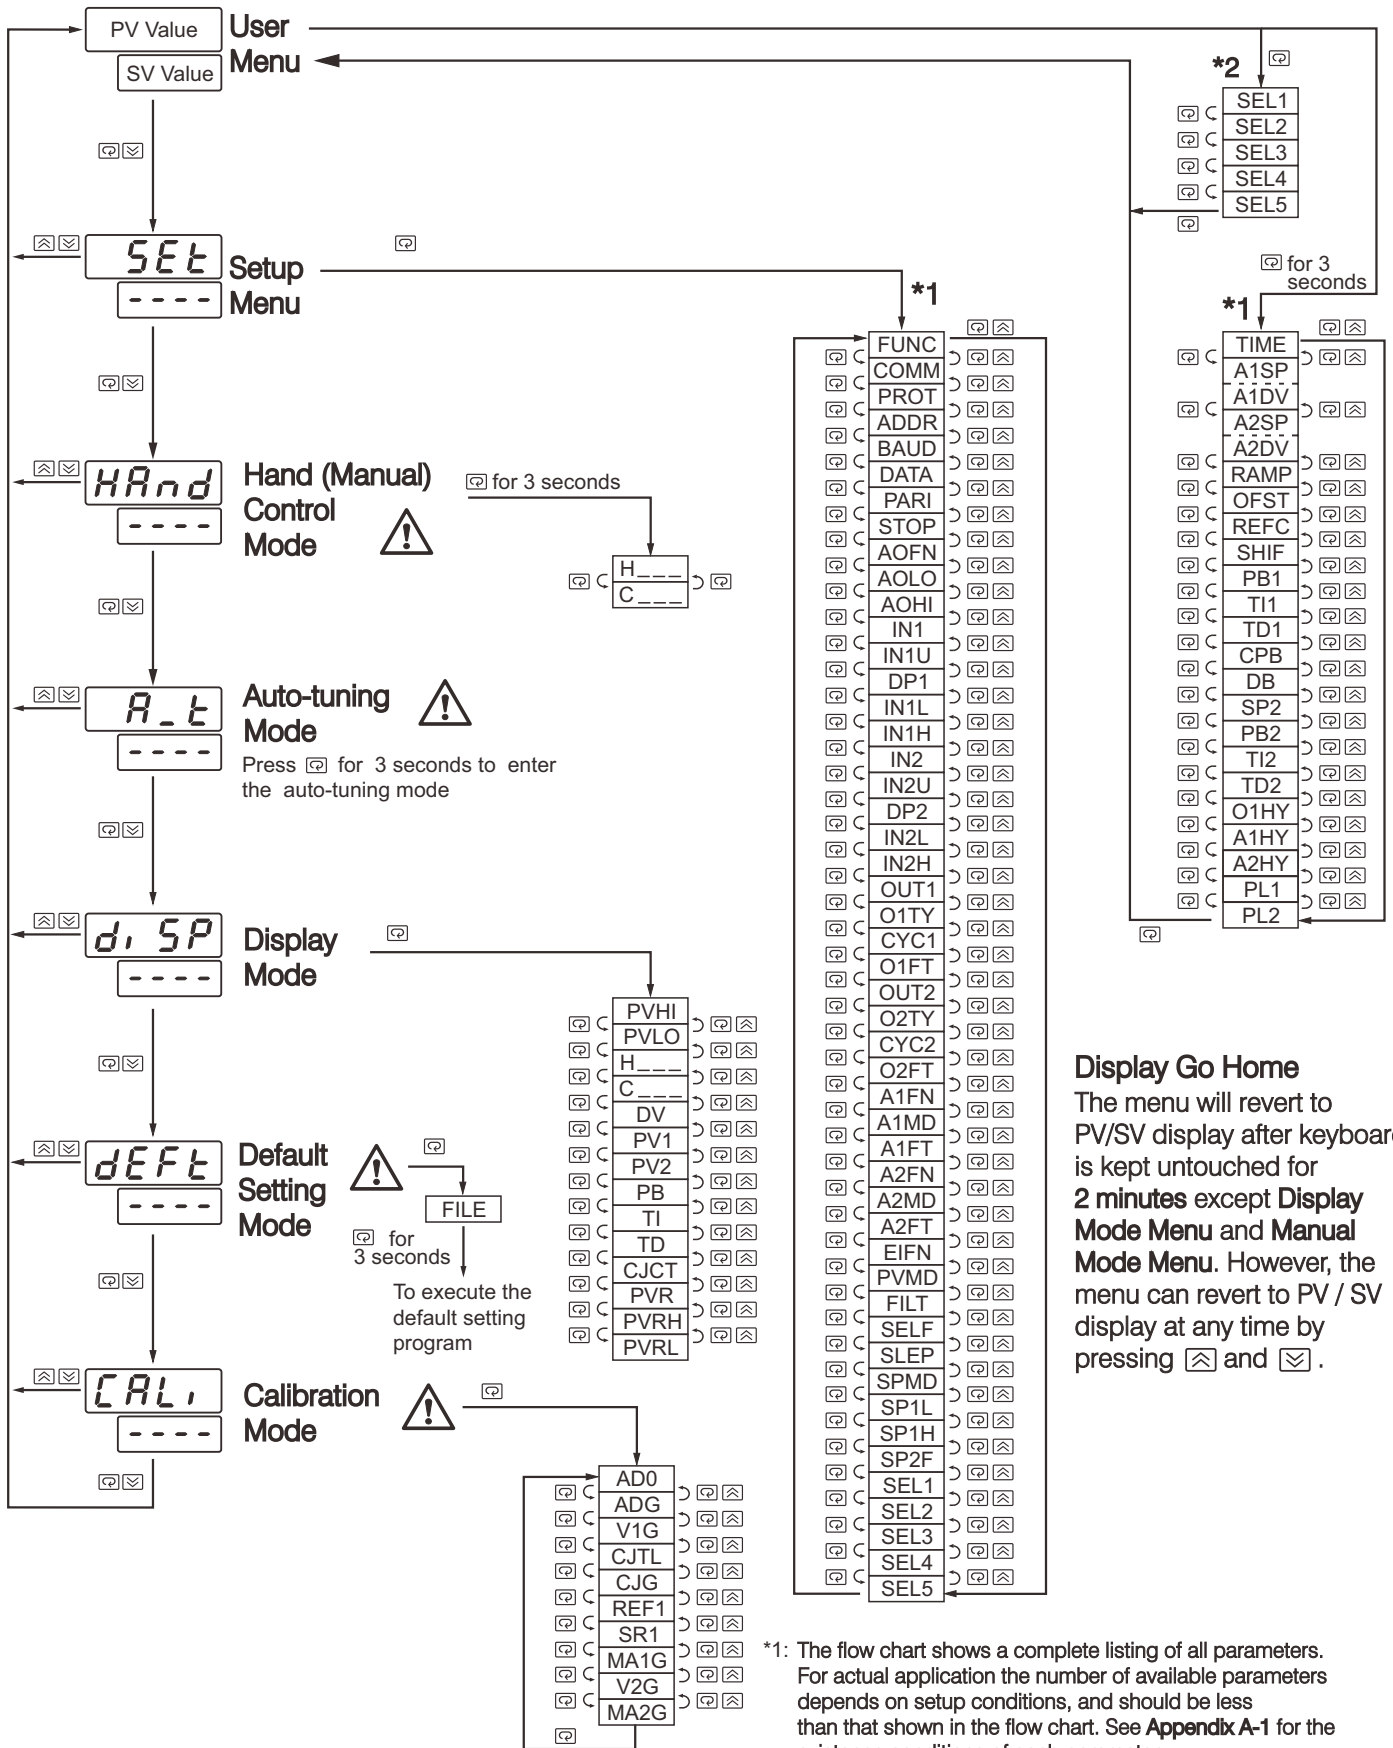 PV Value
User
SV Value
Menu
*2
SEL1
SEL2
SEL3
SEL4
SEL5
SEt
Setup
- - - -
Menu
for 3
seconds
*1
TIME
A1SP
A1DV
A2SP
A2DV
RAMP
OFST
REFC
SHIF
PB1
TI1
TD1
CPB
DB
SP2
PB2
TI2
TD2
O1HY
A1HY
A2HY
PL1
PL2
*1
FUNC
COMM
PROT
ADDR
BAUD
DATA
PARI
STOP
AOFN
AOLO
AOHI
IN1
IN1U
DP1
IN1L
IN1H
IN2
IN2U
DP2
IN2L
IN2H
OUT1
O1TY
CYC1
O1FT
OUT2
O2TY
CYC2
O2FT
A1FN
A1MD
A1FT
A2FN
A2MD
A2FT
EIFN
PVMD
FILT
SELF
SLEP
SPMD
SP1L
SP1H
SP2F
SEL1
SEL2
SEL3
SEL4
SEL5
HAnd
- - - -
Hand (Manual)
Control
Mode
for 3 seconds
H_ _ _
C_ _ _
A_t
- - - -
Auto-tuning
Mode
Press for 3 seconds to enter
the auto-tuning mode
di SP
- - - -
Display
Mode
PVHI
PVLO
H_ _ _
C_ _ _
DV
PV1
PV2
PB
TI
TD
CJCT
PVR
PVRH
PVRL
dEFt
- - - -
Default
Setting
Mode
FILE
for
3 seconds
To execute the
default setting
program
CALi
- - - -
Calibration
Mode
AD0
ADG
V1G
CJTL
CJG
REF1
SR1
MA1G
V2G
MA2G
Display Go Home
The menu will revert to
PV/SV display after keyboar
is kept untouched for
2 minutes except Display
Mode Menu and Manual
Mode Menu. However, the
menu can revert to PV / SV
display at any time by
pressing and .
*1: The flow chart shows a complete listing of all parameters.
For actual application the number of available parameters
depends on setup conditions, and should be less
than that shown in the flow chart. See Appendix A-1 for the